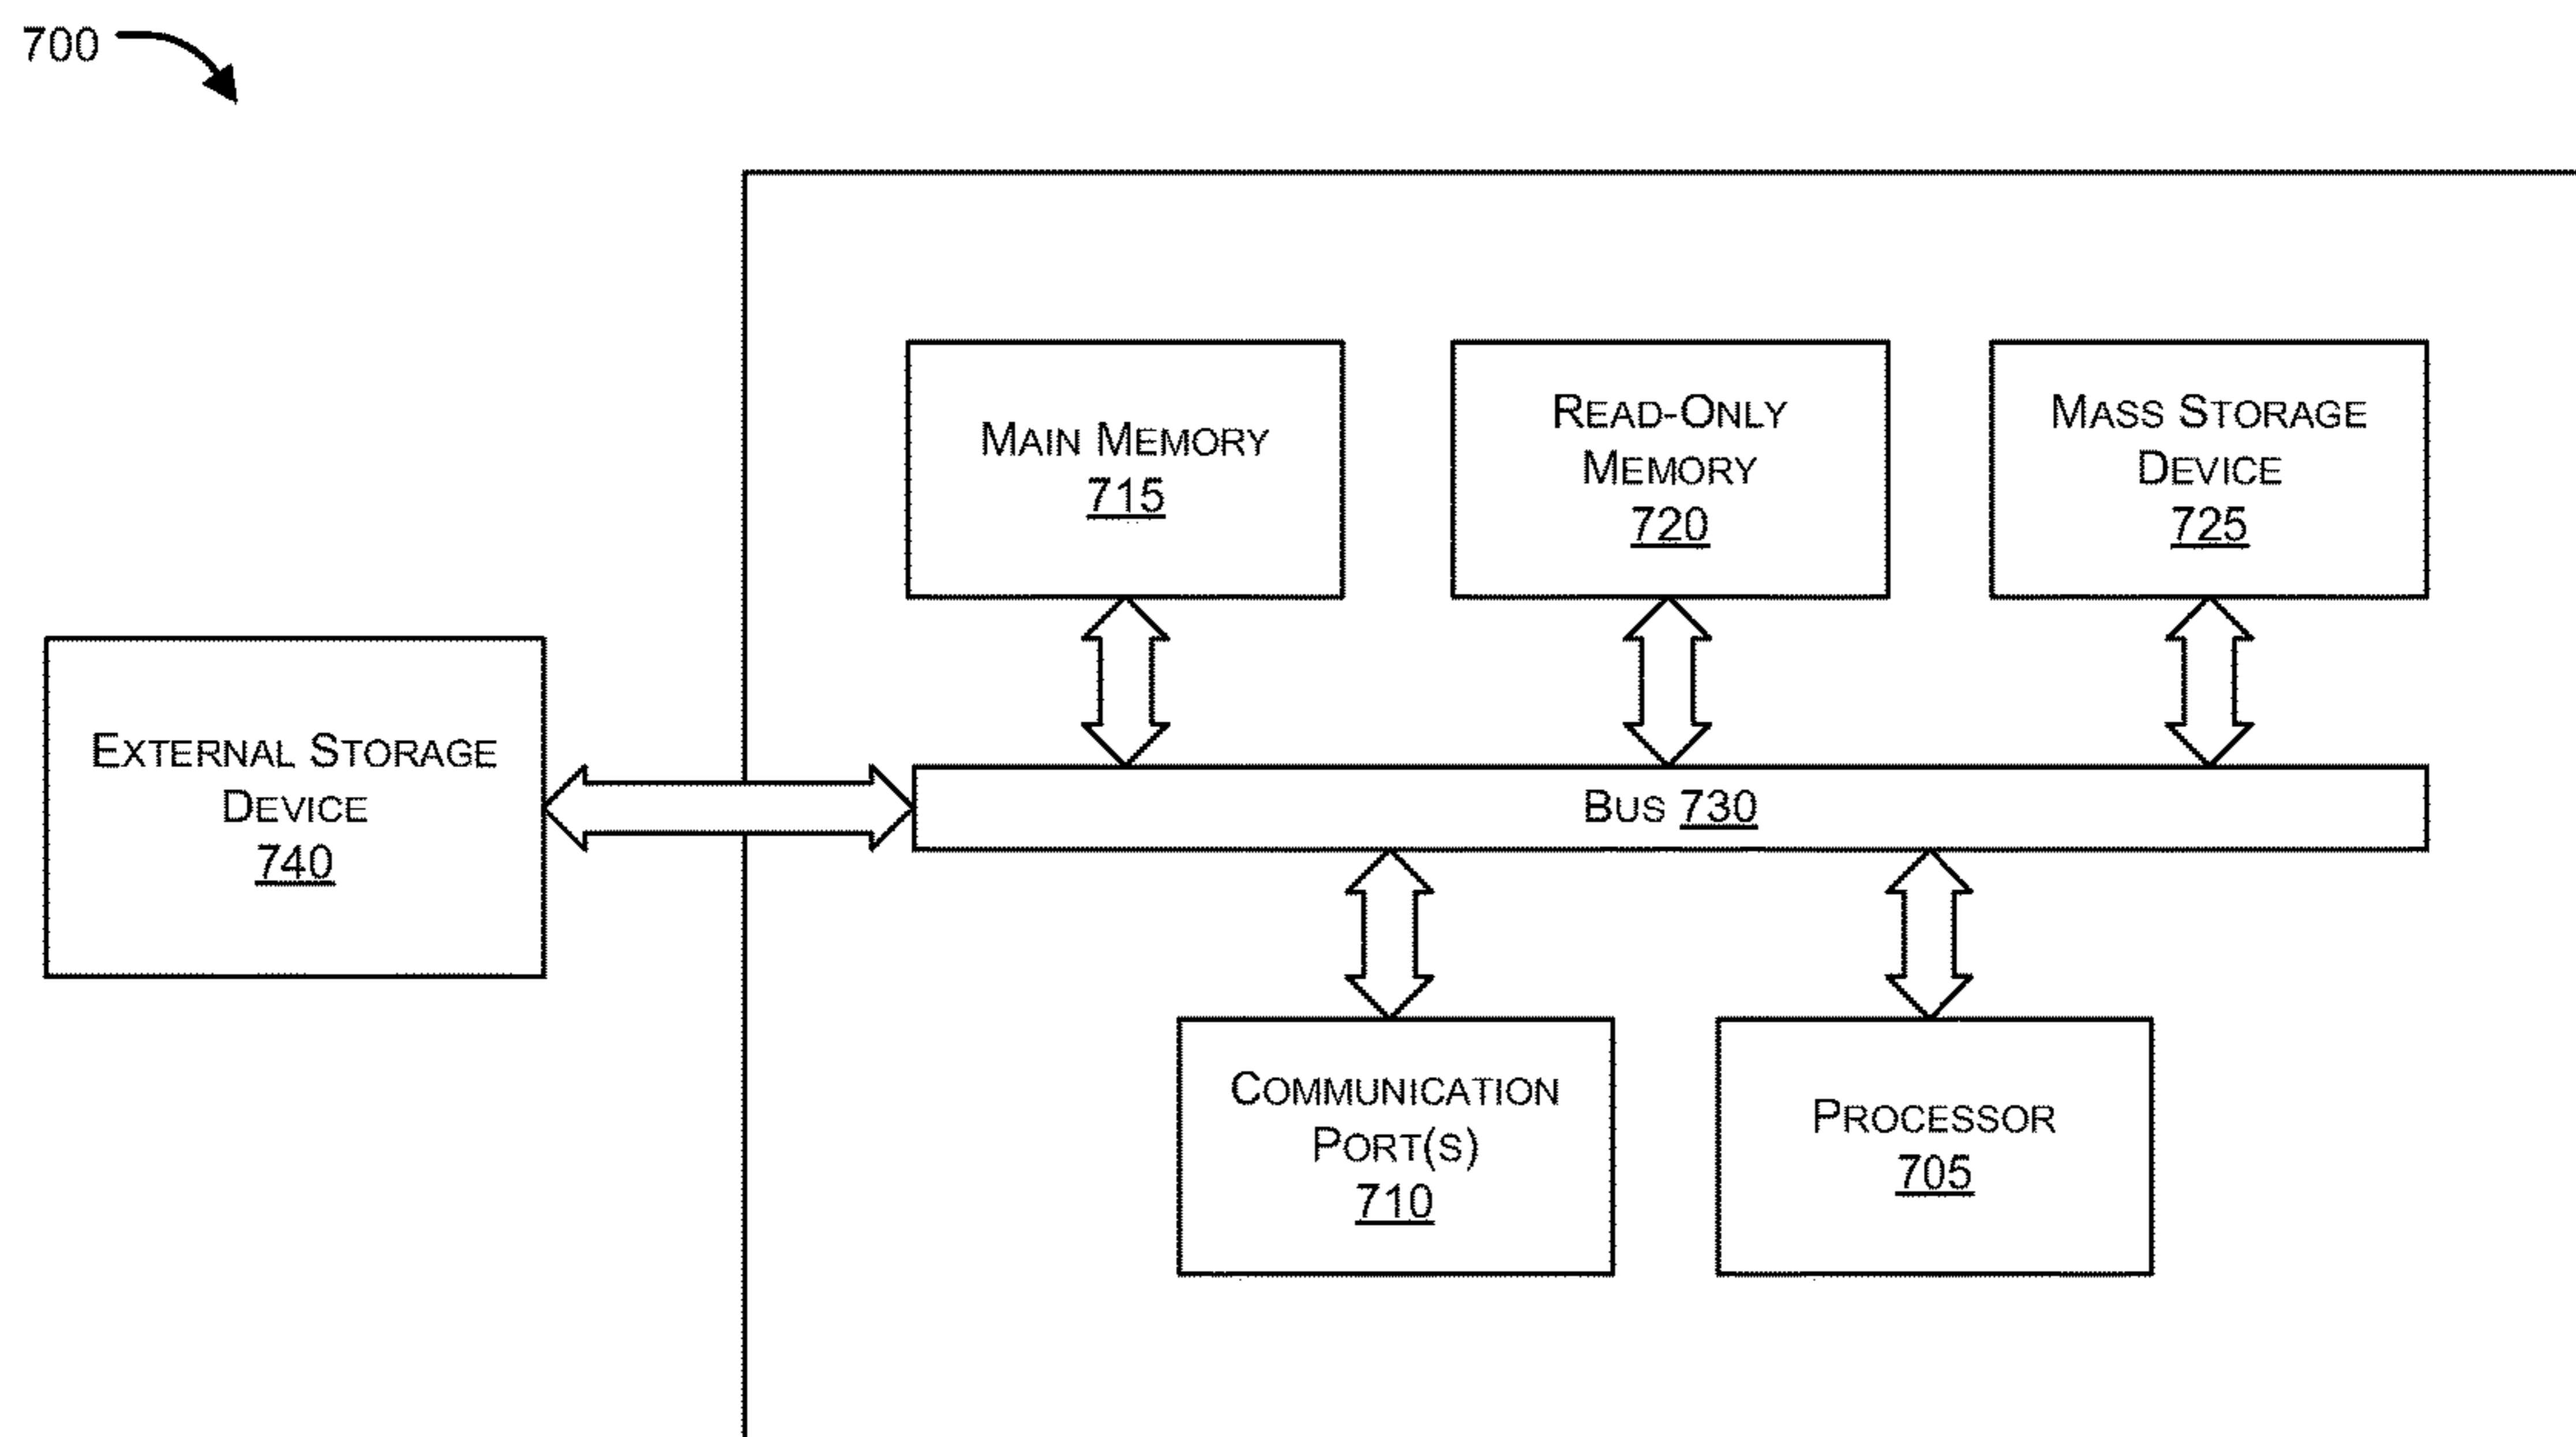 700
MAIN MEMORY
715
READ-ONLY
MEMORY
720
MASS STORAGE
DEVICE
725
EXTERNAL STORAGE
DEVICE
740
BUS 730
COMMUNICATION
PORT(S)
710
PROCESSOR
705